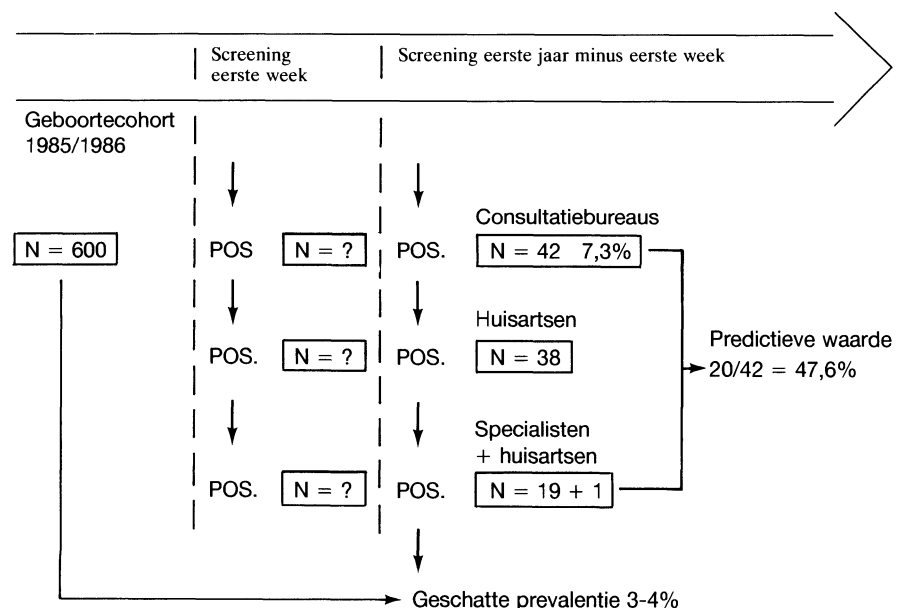 Screening
eerste week
Screening eerste jaar minus eerste week
Geboortecohort
1985/1986
Consultatiebureaus
N = 600
POS
N = ?
POS.
N = 42 7,3%
Huisartsen
POS.
N = ?
POS.
N = 38
Predictieve waarde
20/42 = 47,6%
Specialisten
+ huisartsen
POS.
N = ?
POS.
N = 19 + 1
Geschatte prevalentie 3-4%